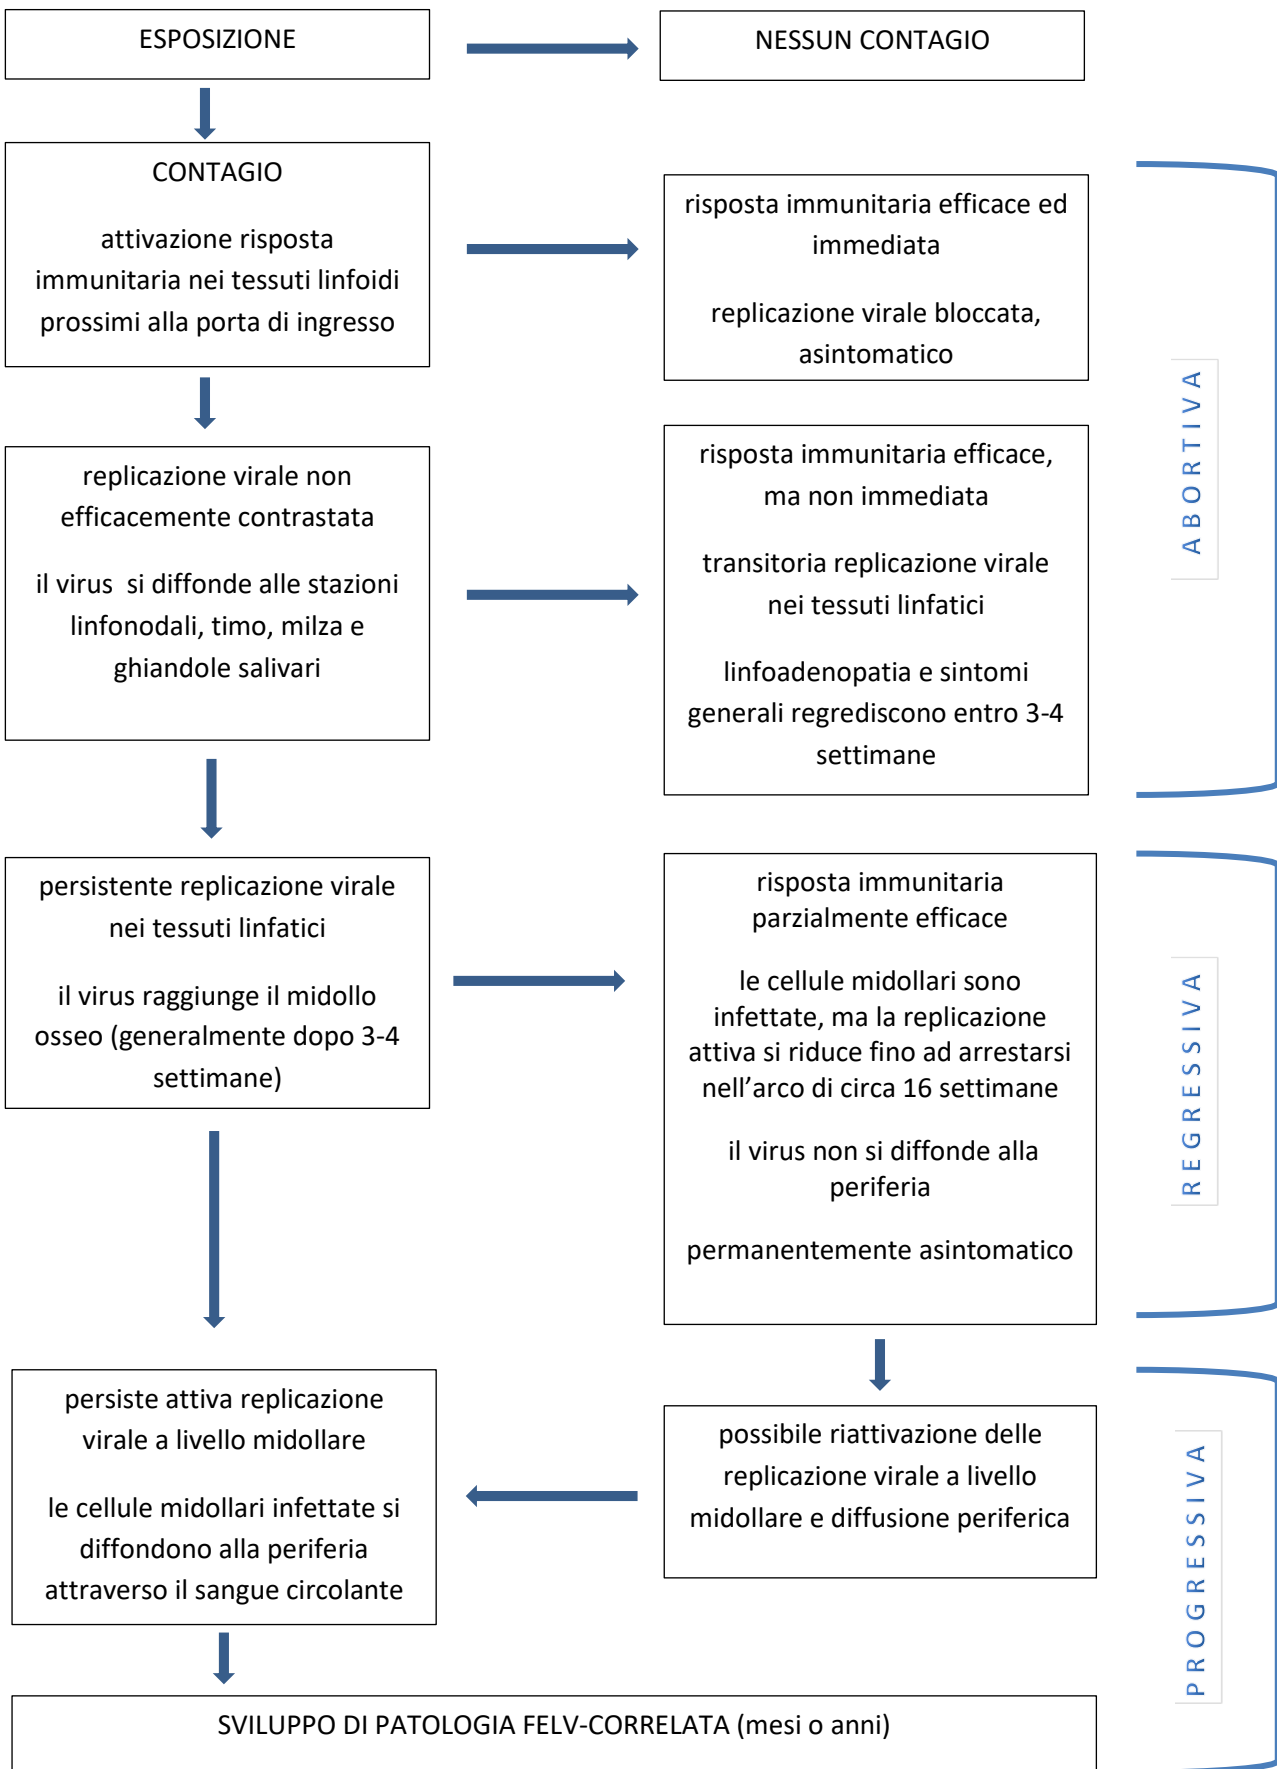 ESPOSIZIONE
NESSUN CONTAGIO
CONTAGIO
attivazione risposta
immunitaria nei tessuti linfoidi
prossimi alla porta di ingresso
risposta immunitaria efficace ed
immediata
replicazione virale bloccata,
asintomatico
replicazione virale non
efficacemente contrastata
il virus si diffonde alle stazioni
linfonodali, timo, milza e
ghiandole salivari
risposta immunitaria efficace,
ma non immediata
transitoria replicazione virale
nei tessuti linfatici
linfoadenopatia e sintomi
generali regrediscono entro 3-4
settimane
ABORTIVA
persistente replicazione virale
nei tessuti linfatici
il virus raggiunge il midollo
osseo (generalmente dopo 3-4
settimane)
risposta immunitaria
parzialmente efficace
le cellule midollari sono
infettate, ma la replicazione
attiva si riduce fino ad arrestarsi
nell’arco di circa 16 settimane
il virus non si diffonde alla
periferia
permanentemente asintomatico
REGRESSIVA
persiste attiva replicazione
virale a livello midollare
le cellule midollari infettate si
diffondono alla periferia
attraverso il sangue circolante
possibile riattivazione delle
replicazione virale a livello
midollare e diffusione periferica
PROGRESSIVA
SVILUPPO DI PATOLOGIA FELV-CORRELATA (mesi o anni)